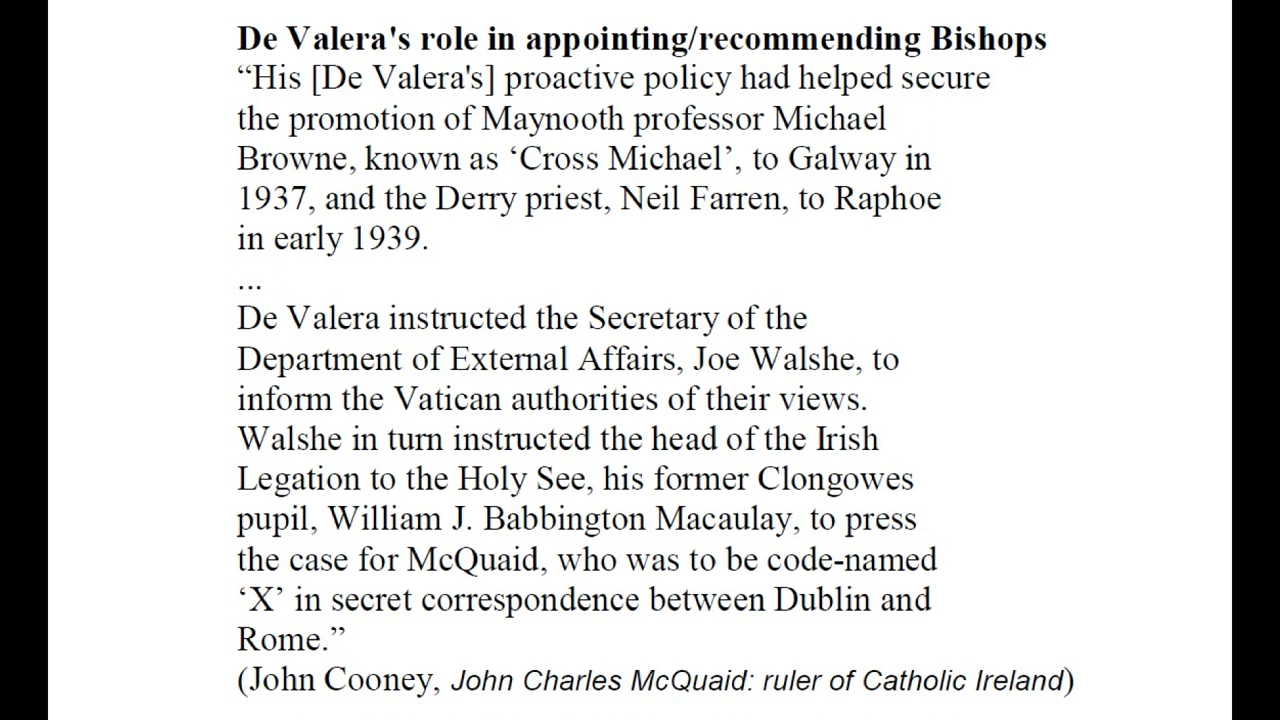 De Valera's role in appointing/recommending Bishops
“His [De Valera's] proactive policy had helped secure
the promotion of Maynooth professor Michael
Browne, known as ‘Cross Michael’, to Galway in
1937, and the Derry priest, Neil Farren, to Raphoe
in early 1939.
...
De Valera instructed the Secretary of the
Department of External Affairs, Joe Walshe, to
inform the Vatican authorities of their views.
Walshe in turn instructed the head of the Irish
Legation to the Holy See, his former Clongowes
pupil, William J. Babbington Macaulay, to press
the case for McQuaid, who was to be code-named
‘X’ in secret correspondence between Dublin and
Rome.”
(John Cooney, John Charles McQuaid: ruler of Catholic Ireland)